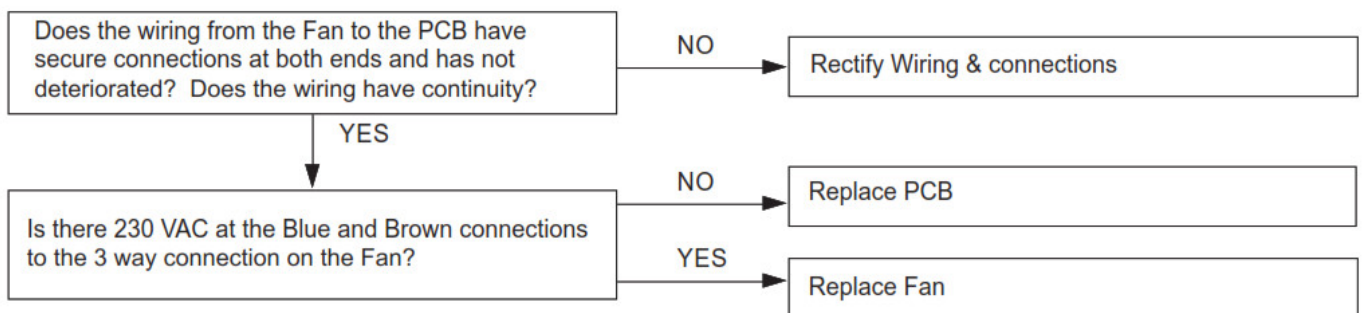 Does the wiring from the Fan to the PCB have
secure connections at both ends and has not
deteriorated? Does the wiring have continuity?
NO
Rectify Wiring & connections
YES
Is there 230 VAC at the Blue and Brown connections
to the 3 way connection on the Fan?
NO
Replace PCB
YES
Replace Fan